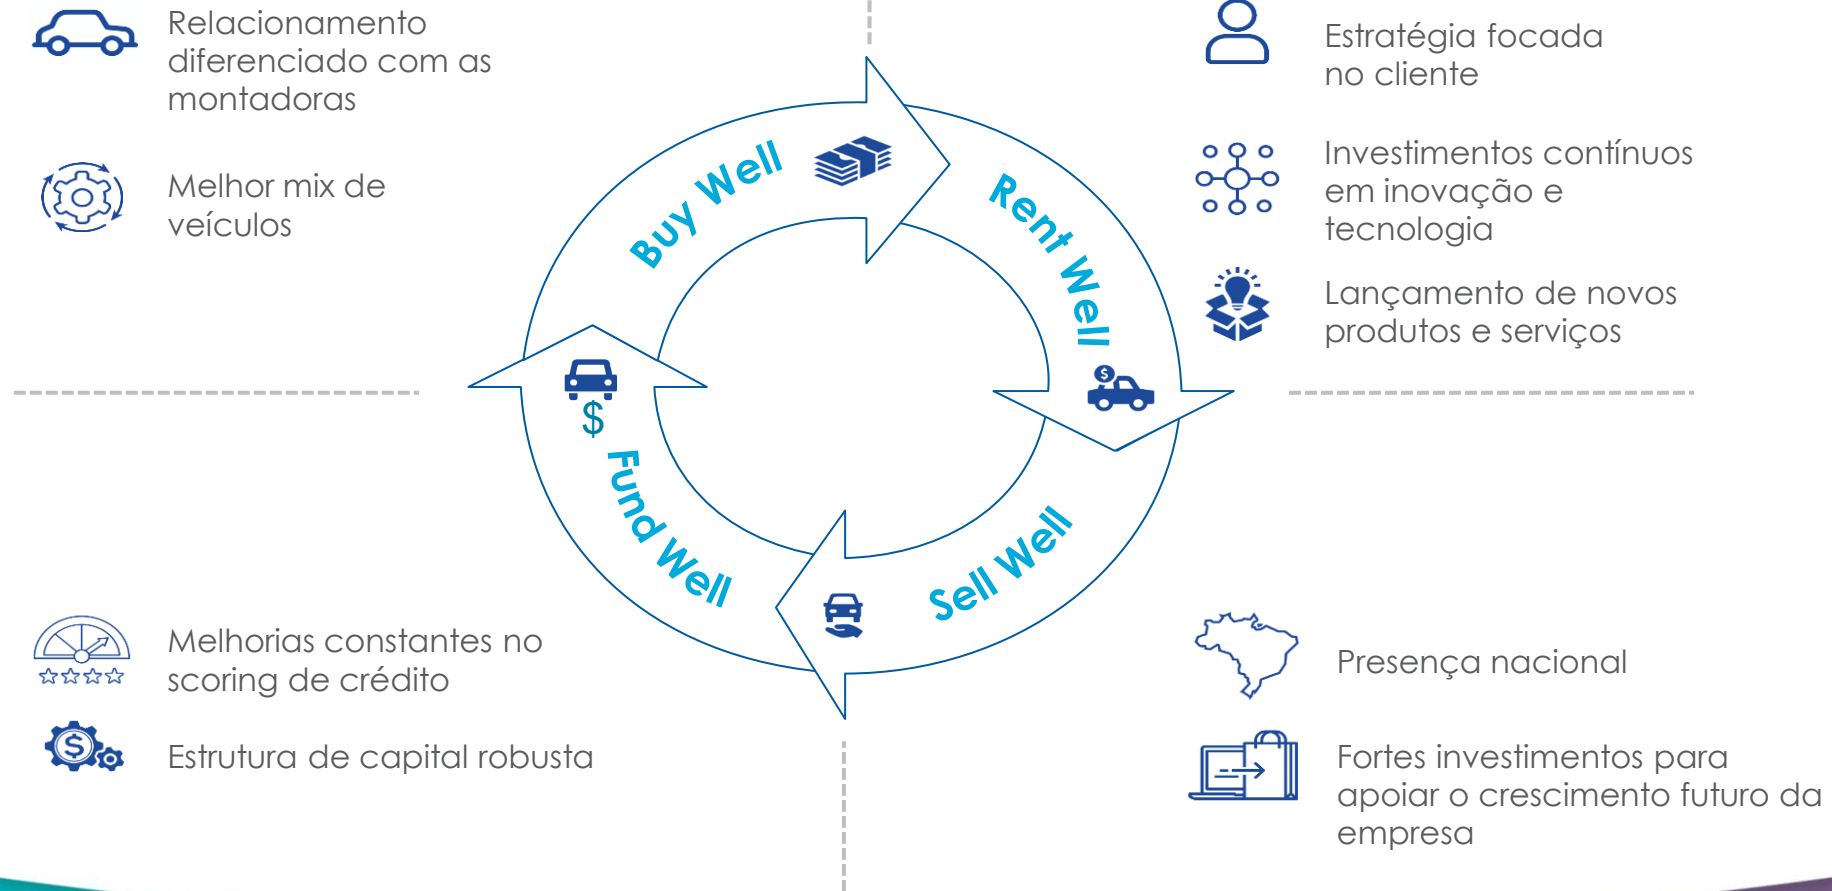 Relacionamento
diferenciado com as
montadoras
Melhor mix de
veículos
Estratégia focada
no cliente
Investimentos contínuos
em inovação e
tecnologia
Lançamento de novos
produtos e serviços
Buy Well
Rent Well
$
$
Fund Well
Sell Well
Melhorias constantes no
scoring de crédito
$
Estrutura de capital robusta
Presença nacional
Fortes investimentos para
apoiar o crescimento futuro da
empresa